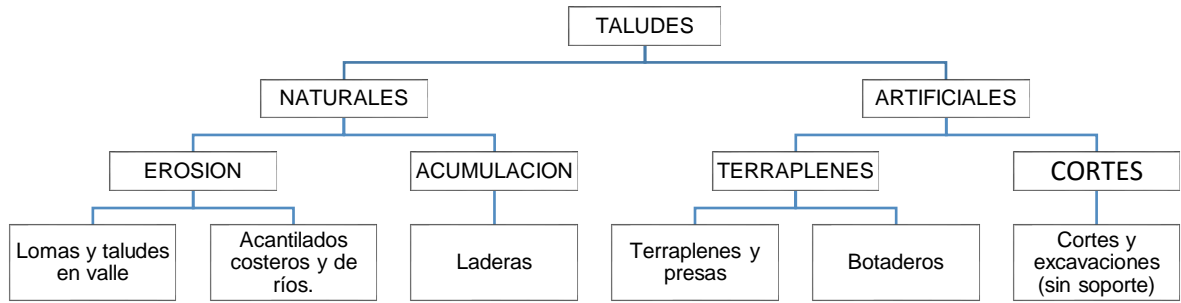 TALUDES
NATURALES
ARTIFICIALES
EROSION
ACUMULACION
TERRAPLENES
CORTES
Lomas y taludes
en valle
Acantilados
costeros y de
ríos.
Laderas
Terraplenes y
presas
Botaderos
Cortes y
excavaciones
(sin soporte)